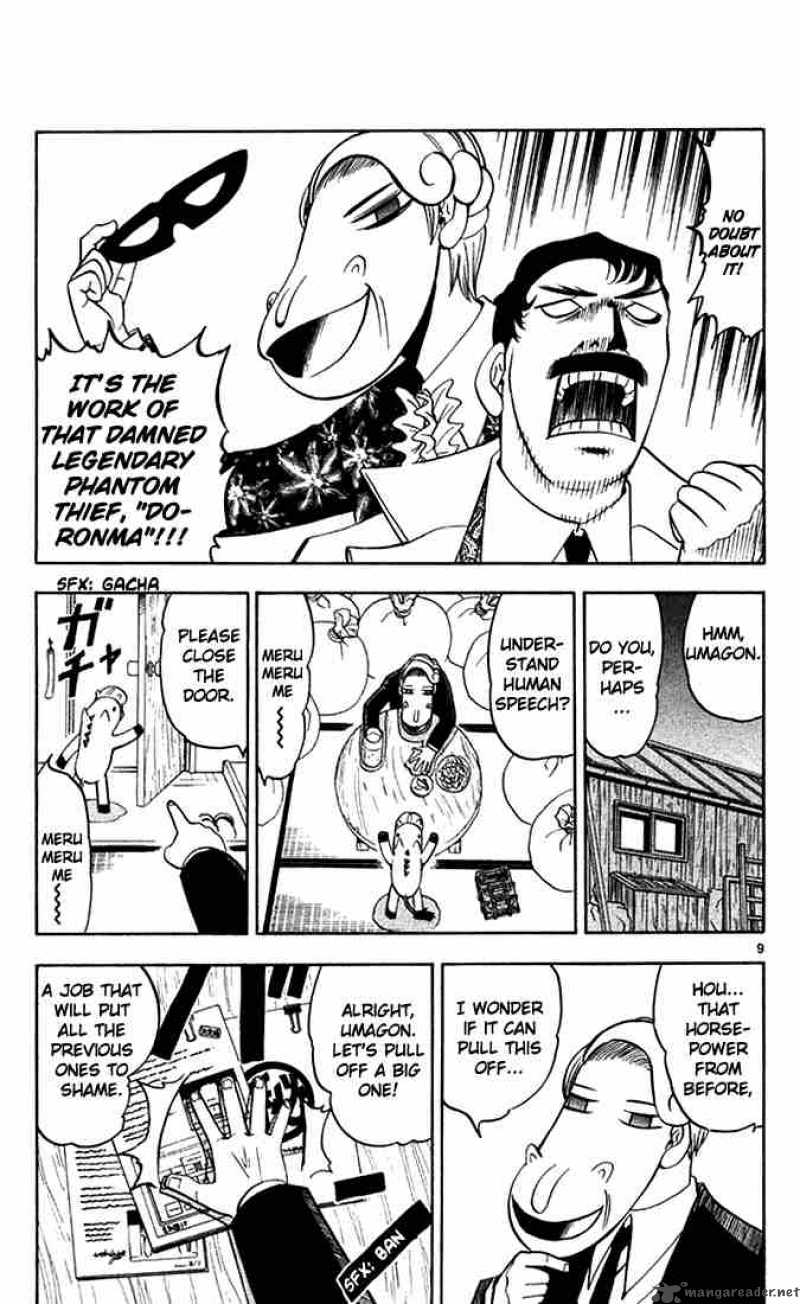 NO
DOUBT
ABOUT
IT!
IT'S THE
WORK OF
THAT DAMNED
LEGENDARY
PHANTOM
THIEF, "DO-
RONMA"!!!
HMM,
UMAGON.
DO YOU,
PER-
HAPS
...
UNDER-
STAND
HUMAN
SPEECH?
MERU
MERU
ME
SFX: GACHA
ガチャ
PLEASE
CLOSE
THE
DOOR.
MERU
MERU
ME
9
HOU...
THAT
HORSE-
POWER
FROM
BEFORE,
I WONDER
IF IT CAN
PULL THIS
OFF...
ALRIGHT,
UMAGON.
LET'S PULL
OFF A BIG
ONE!
A JOB THAT
WILL PUT
ALL THE
PREVIOUS
ONES TO
SHAME.
SFX: BAN
mangareader.net